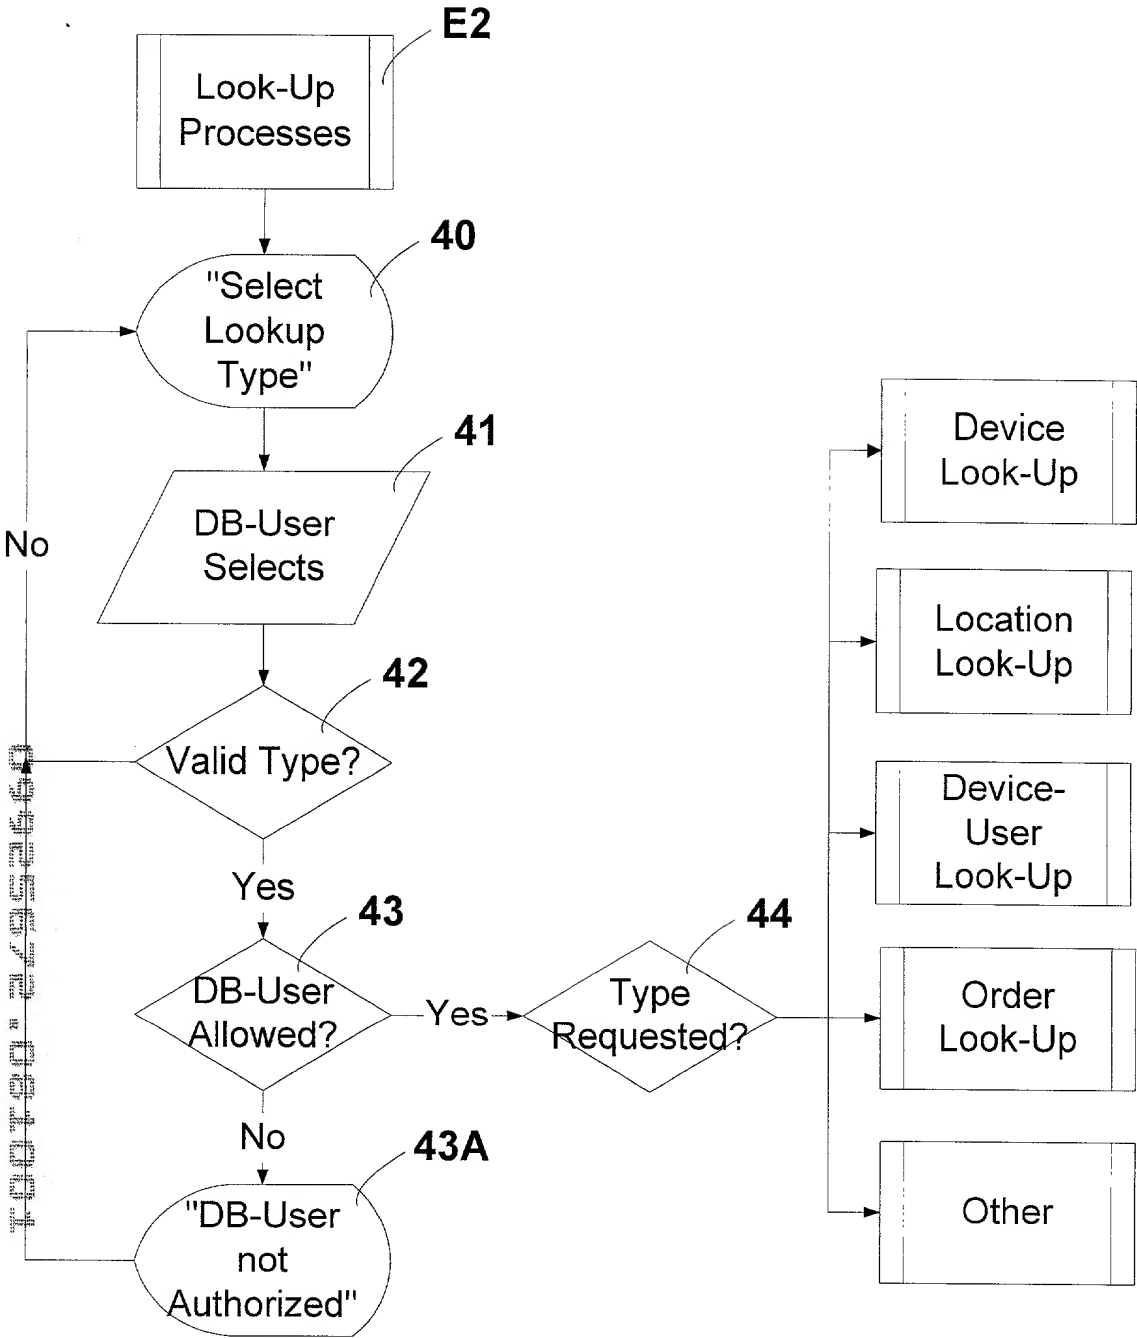 E2
Look-Up
Processes
40
"Select
Lookup
Type"
41
DB-User
Selects
No
42
Valid Type?
Yes
43
DB-User
Allowed?
Yes
44
Type
Requested?
No
43A
"DB-User
not
Authorized"
Device
Look-Up
Location
Look-Up
Device-
User
Look-Up
Order
Look-Up
Other